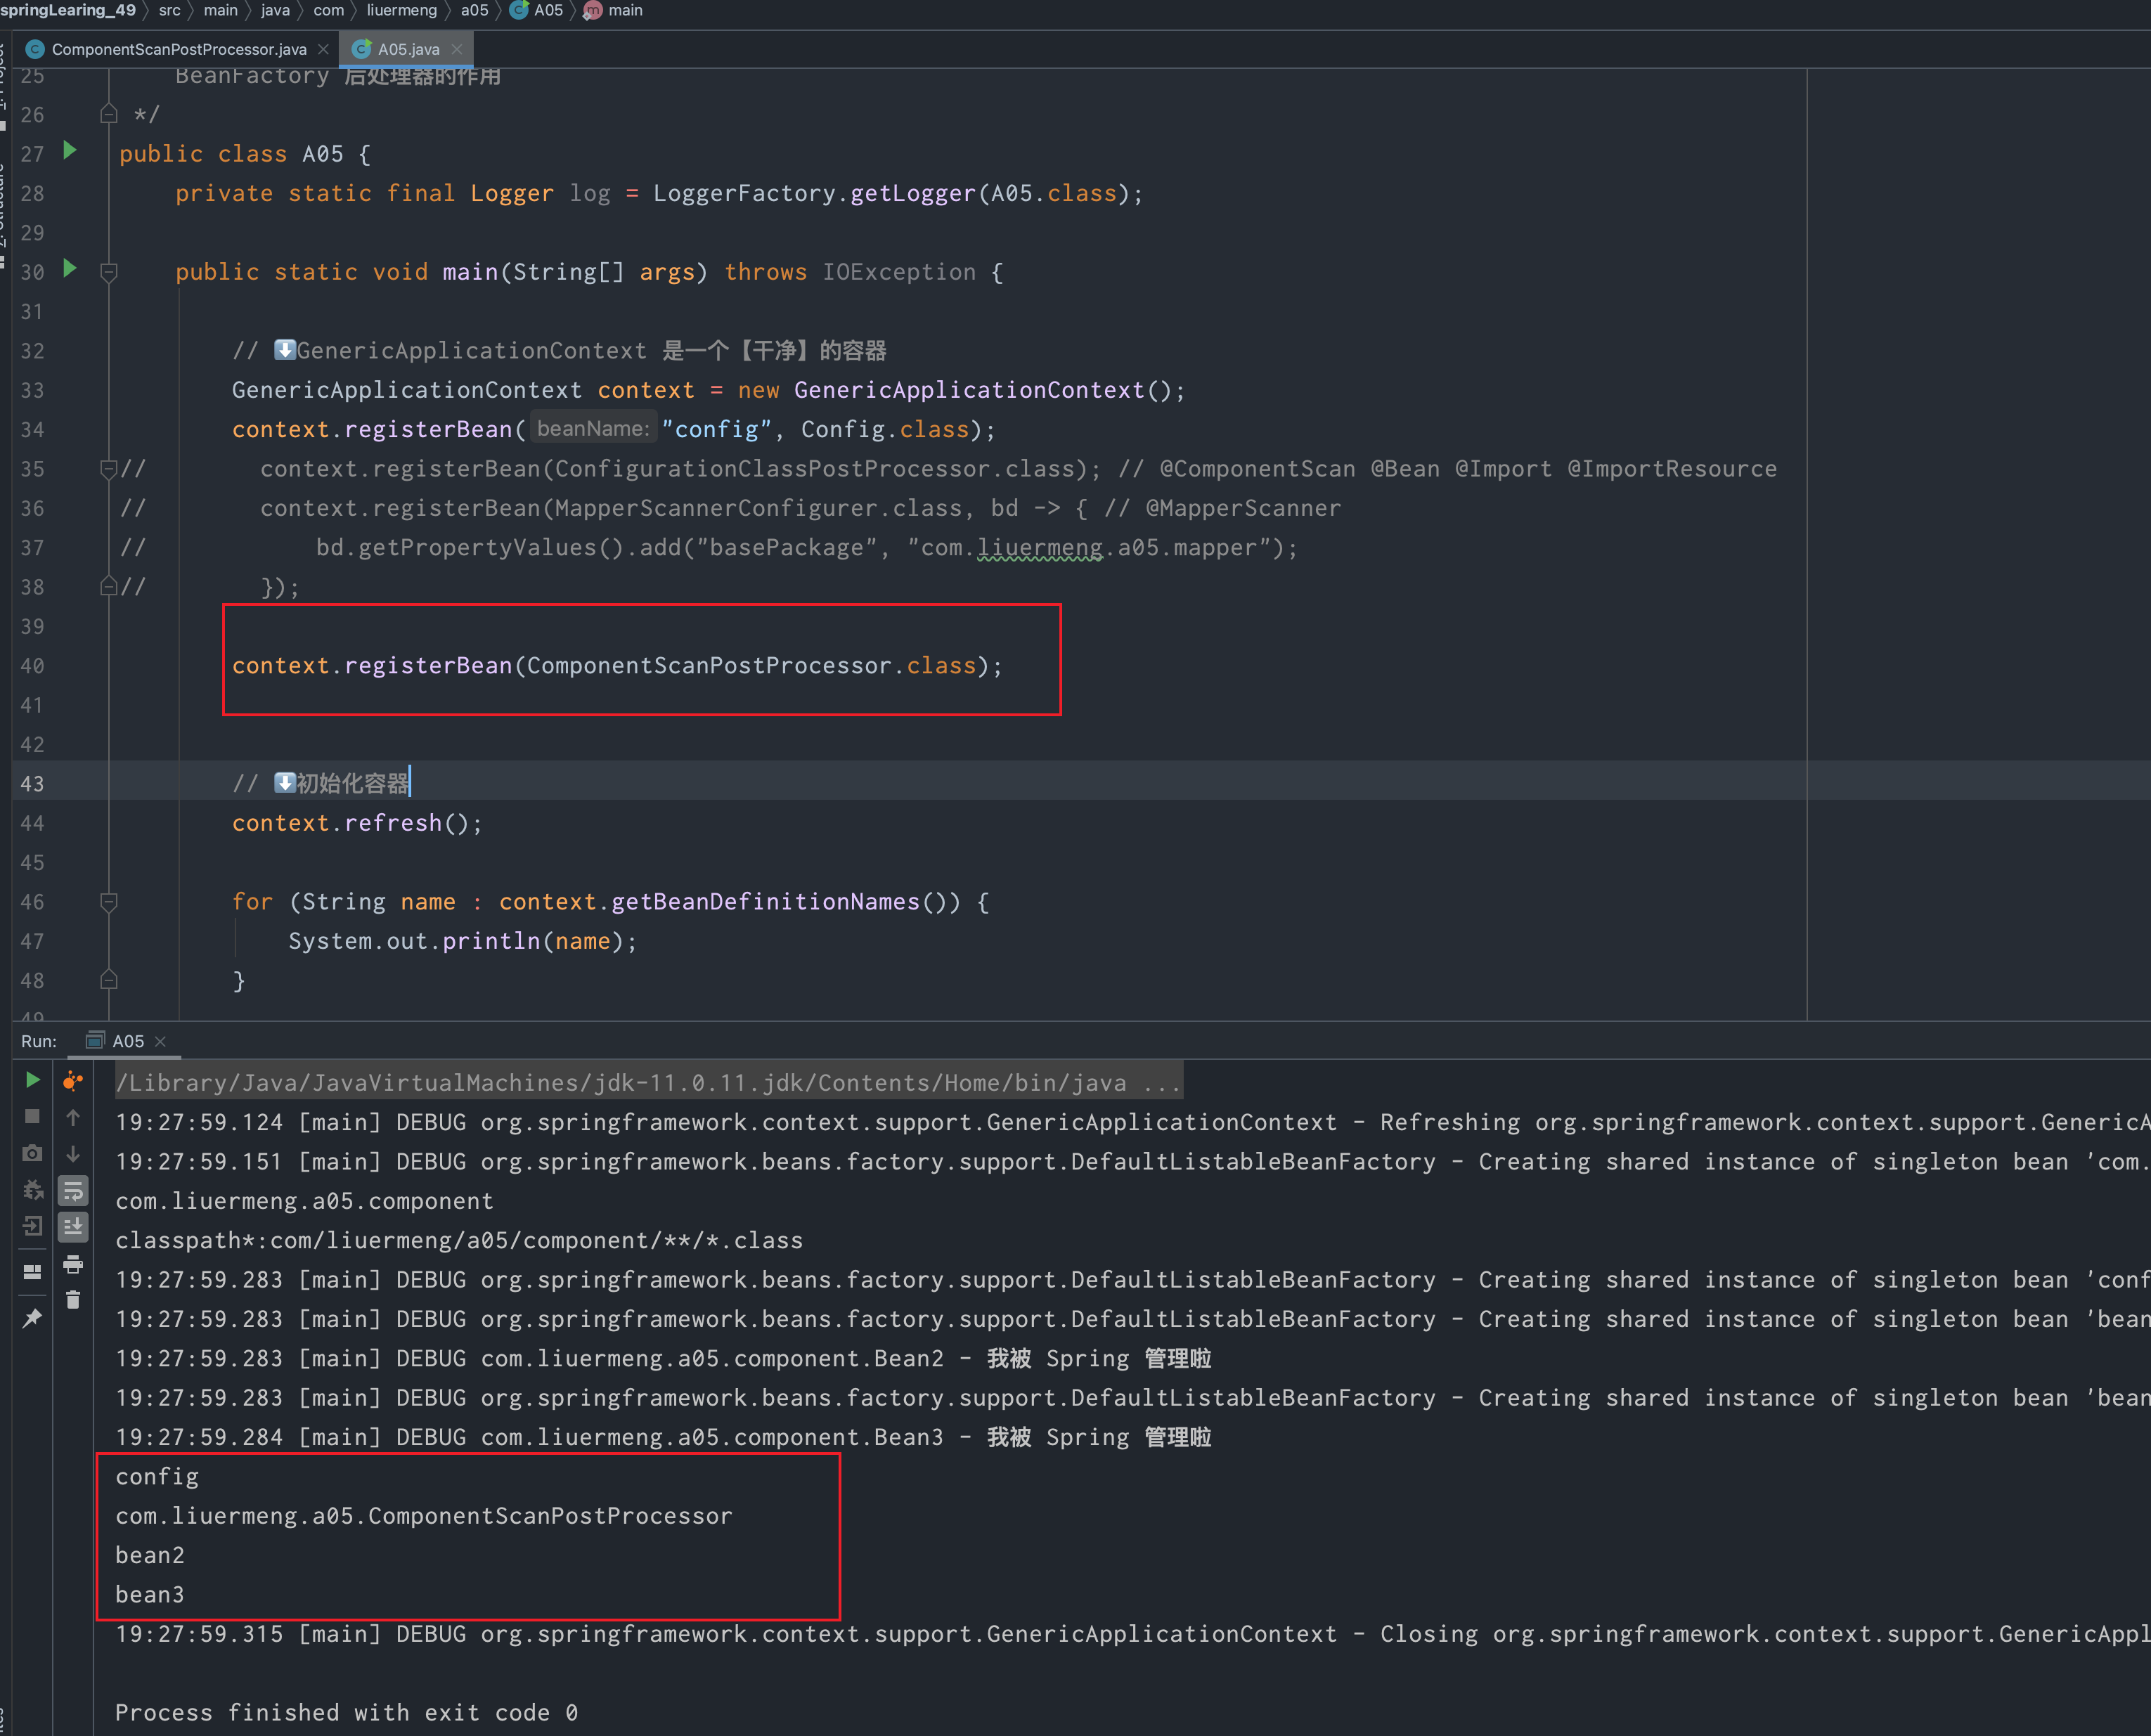 springLearing_49 〉 src 〉 main 〉 java 〉 com 〉 liuermeng 〉 a05 〉 A05 〉 main
ComponentScanPostProcessor.java A05.java
25 BeanFactory 后处理器的作用
26 */
27 public class A05 {
28 private static final Logger log = LoggerFactory.getLogger(A05.class);
29
30 public static void main(String[] args) throws IOException {
31
32 // ⬇️GenericApplicationContext 是一个【干净】的容器
33 GenericApplicationContext context = new GenericApplicationContext();
34 context.registerBean( beanName: "config", Config.class);
35 // context.registerBean(ConfigurationClassPostProcessor.class); // @ComponentScan @Bean @Import @ImportResource
36 // context.registerBean(MapperScannerConfigurer.class, bd -> { // @MapperScanner
37 // bd.getPropertyValues().add("basePackage", "com.liuermeng.a05.mapper");
38 // });
39
40 context.registerBean(ComponentScanPostProcessor.class);
41
42
43 // ⬇️初始化容器
44 context.refresh();
45
46 for (String name : context.getBeanDefinitionNames()) {
47 System.out.println(name);
48 }
49
Run: A05
/Library/Java/JavaVirtualMachines/jdk-11.0.11.jdk/Contents/Home/bin/java ...
19:27:59.124 [main] DEBUG org.springframework.context.support.GenericApplicationContext - Refreshing org.springframework.context.support.GenericA
19:27:59.151 [main] DEBUG org.springframework.beans.factory.support.DefaultListableBeanFactory - Creating shared instance of singleton bean 'com.
com.liuermeng.a05.component
classpath*:com/liuermeng/a05/component/**/*.class
19:27:59.283 [main] DEBUG org.springframework.beans.factory.support.DefaultListableBeanFactory - Creating shared instance of singleton bean 'conf
19:27:59.283 [main] DEBUG org.springframework.beans.factory.support.DefaultListableBeanFactory - Creating shared instance of singleton bean 'bean
19:27:59.283 [main] DEBUG com.liuermeng.a05.component.Bean2 - 我被 Spring 管理啦
19:27:59.283 [main] DEBUG org.springframework.beans.factory.support.DefaultListableBeanFactory - Creating shared instance of singleton bean 'bean
19:27:59.284 [main] DEBUG com.liuermeng.a05.component.Bean3 - 我被 Spring 管理啦
config
com.liuermeng.a05.ComponentScanPostProcessor
bean2
bean3
19:27:59.315 [main] DEBUG org.springframework.context.support.GenericApplicationContext - Closing org.springframework.context.support.GenericAppl
Process finished with exit code 0